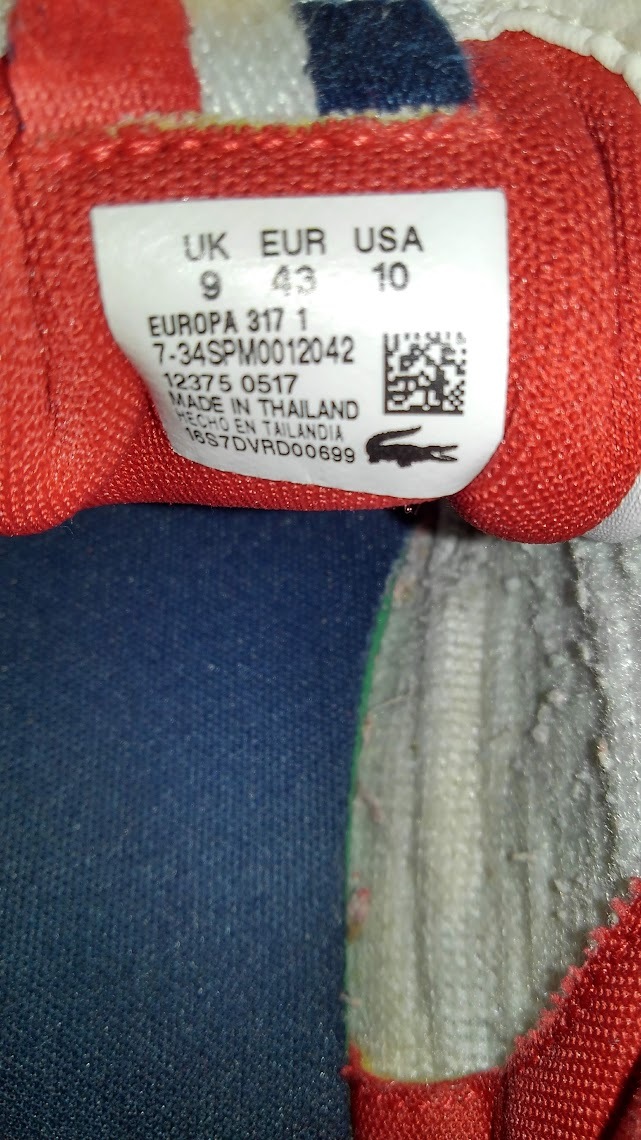 UK EUR USA
9 43 10
EUROPA 317 1
7-34SPM0012042
12375 0517
MADE IN THAILAND
HECHO EN TAILANDIA
16S7DVRD00699